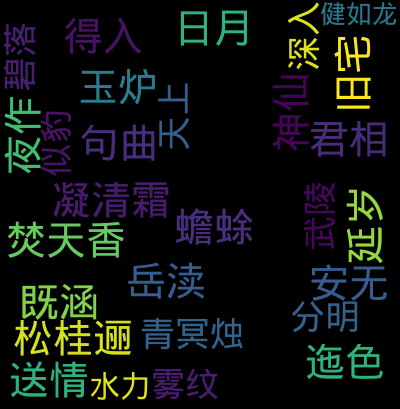 健如龙
日月
得入
深入
碧落
旧宅
玉炉
天上
神仙
夜作
似豹
句曲
君相
凝清霜
蟾蜍
武陵
延岁
焚天香
岳渎
安无
既涵
分明
松桂逦
青冥烛
迤色
送情
水力
雾纹